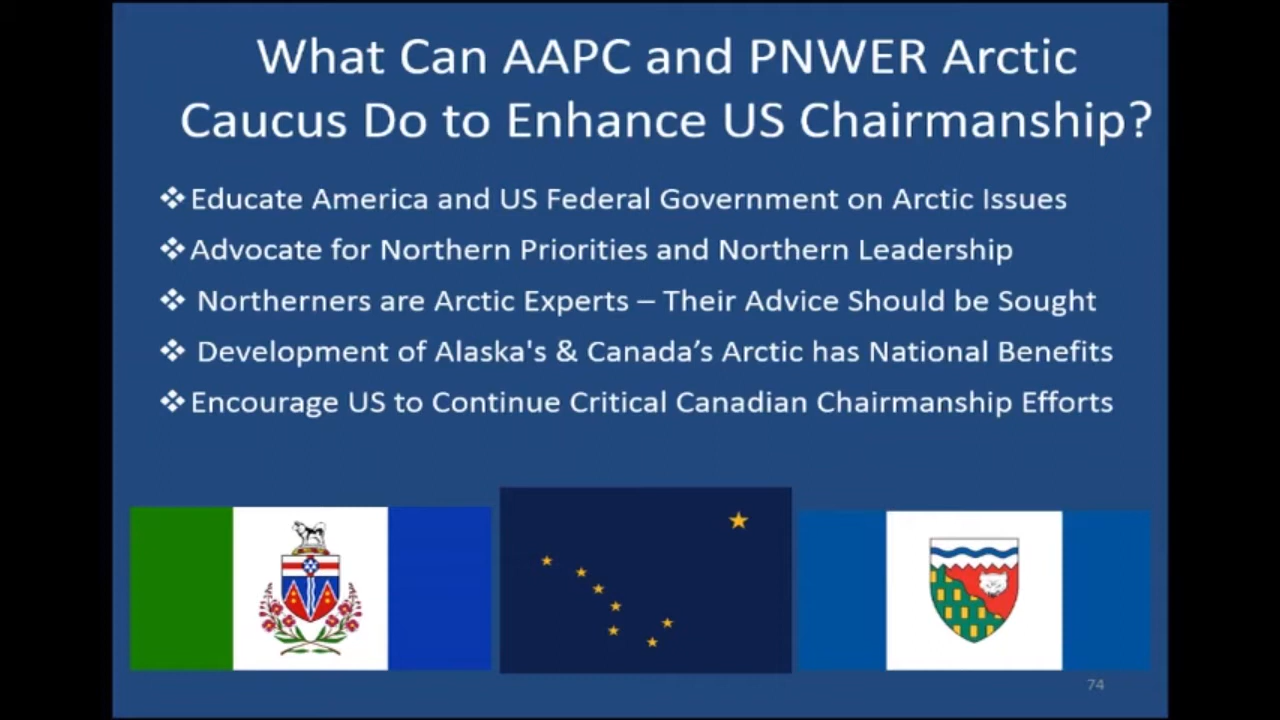 What Can AAPC and PNWER Arctic
Caucus Do to Enhance US Chairmanship?
❖Educate America and US Federal Government on Arctic Issues
❖Advocate for Northern Priorities and Northern Leadership
❖ Northerners are Arctic Experts – Their Advice Should be Sought
❖ Development of Alaska's & Canada’s Arctic has National Benefits
❖Encourage US to Continue Critical Canadian Chairmanship Efforts
74